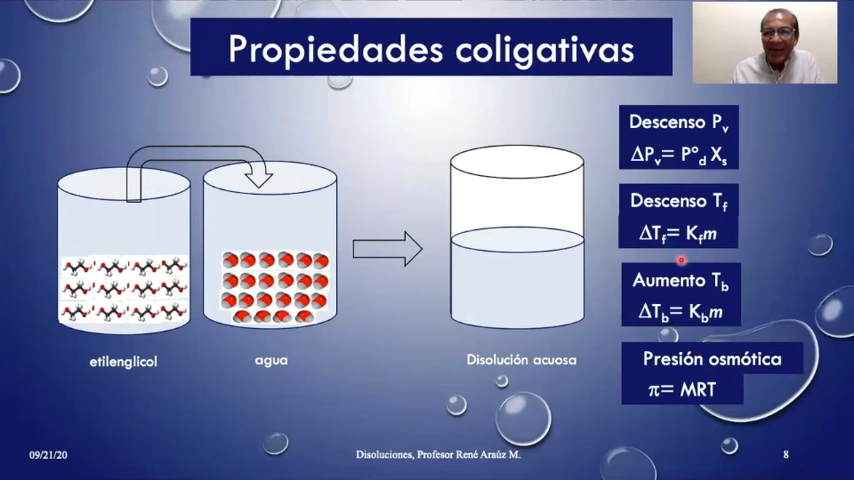 Propiedades coligativas
Descenso Pv
ΔPv= P°d Xs
Descenso Tf
ΔTf= Kfm
Aumento Tb
ΔTb= Kbm
Presión osmótica
π= MRT
etilenglicol
agua
Disolución acuosa
09/21/20
Disoluciones, Profesor René Araúz M.
8